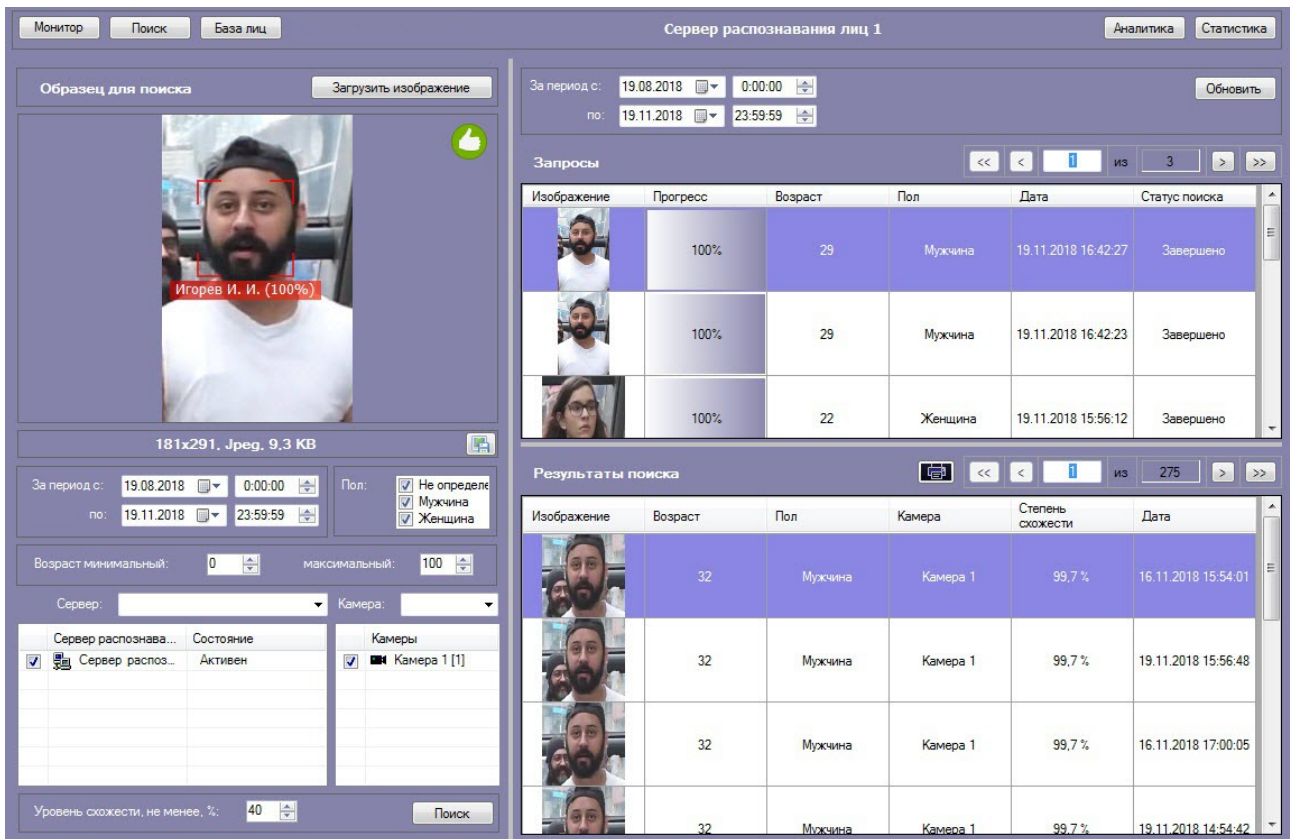 Монитор Поиск База лиц Сервер распознавания лиц 1 Аналитика Статистика
Образец для поиска Загрузить изображение
Игорев И. И. (100%)
181x291, Jpeg, 9,3 KB
За период с: 19.08.2018 0:00:00 Пол: Не определе
Мужчина
по: 19.11.2018 23:59:59 Женщина
Возраст минимальный: 0 максимальный: 100
Сервер: Камера:
Сервер распознава... Состояние Камеры
Сервер распоз... Активен Камера 1 [1]
Уровень схожести, не менее, %: 40 Поиск
За период с: 19.08.2018 0:00:00 Обновить
по: 19.11.2018 23:59:59
Запросы << < 1 из 3 > >>
Изображение Прогресс Возраст Пол Дата Статус поиска
100% 29 Мужчина 19.11.2018 16:42:27 Завершено
100% 29 Мужчина 19.11.2018 16:42:23 Завершено
100% 22 Женщина 19.11.2018 15:56:12 Завершено
Результаты поиска << < 1 из 275 > >>
Изображение Возраст Пол Камера Степень схожести Дата
32 Мужчина Камера 1 99,7 % 16.11.2018 15:54:01
32 Мужчина Камера 1 99,7 % 19.11.2018 15:56:48
32 Мужчина Камера 1 99,7 % 16.11.2018 17:00:05
32 Мужчина Камера 1 99,7 % 19.11.2018 14:54:42